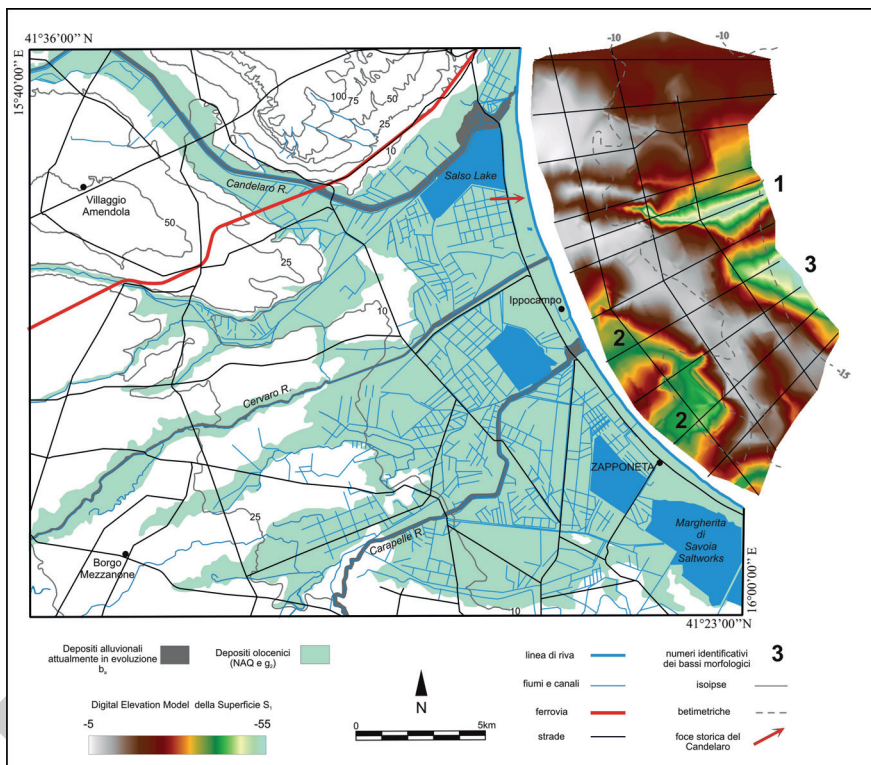 41°36'00'' N
15°40'00'' E
-10
-10
100
75
50
25
10
Salso Lake
Candelaro R.
Villaggio
Amendola
50
25
1
3
10
Ippocampo
2
-15
Cervaro R.
2
ZAPPONETA
25
Carapelle R.
Margherita
di
Savoia
Saltworks
Borgo
Mezzanone
10
16°00'00'' E
41°23'00''N
Depositi alluvionali
attualmente in evoluzione
Depositi olocenici
(NAQ e g₂)
linea di riva
numeri identificativi
dei bassi morfologici
3
fiumi e canali
isoipse
Digital Elevation Model della Superficie S₁
N
ferrovia
betimetriche
-5
-55
0
5km
strade
foce storica del
Candelaro